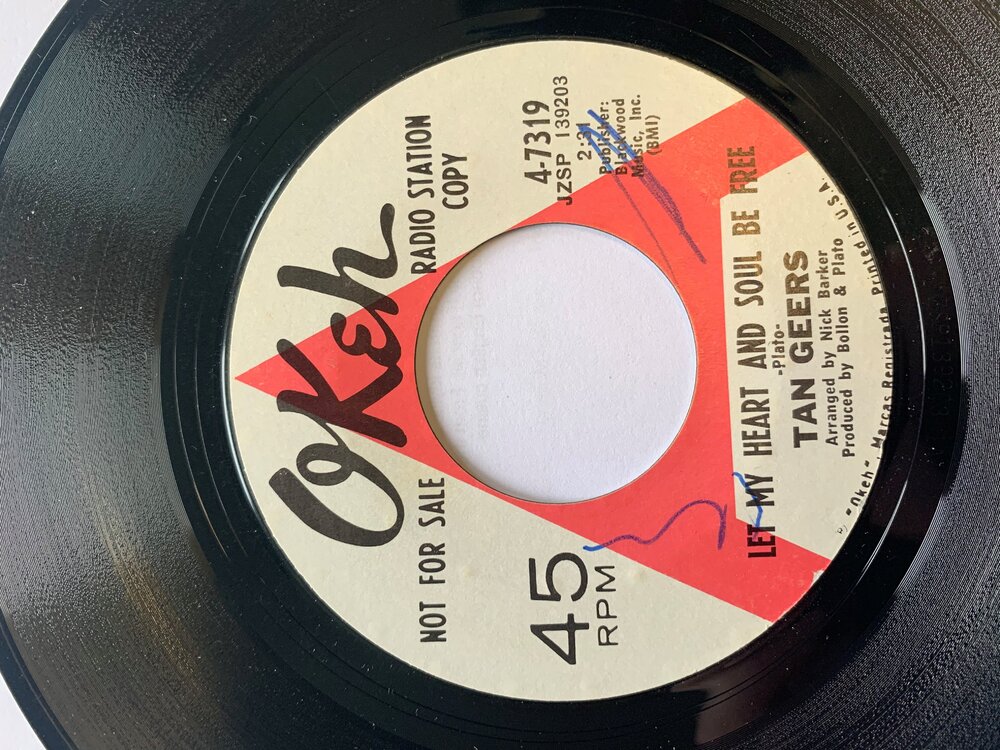 OKeh
NOT FOR SALE
RADIO STATION
COPY
45
RPM
4-7319
JZSP 139203
2:31
Publisher:
Blackwood
Music, Inc.
(BMI)
LET MY HEART AND SOUL BE FREE
-Plato-
TAN GEERS
Arranged by Nick Barker
Produced by Bollon & Plato
"Okeh", Marcas Registrada Printed in U.S.A.